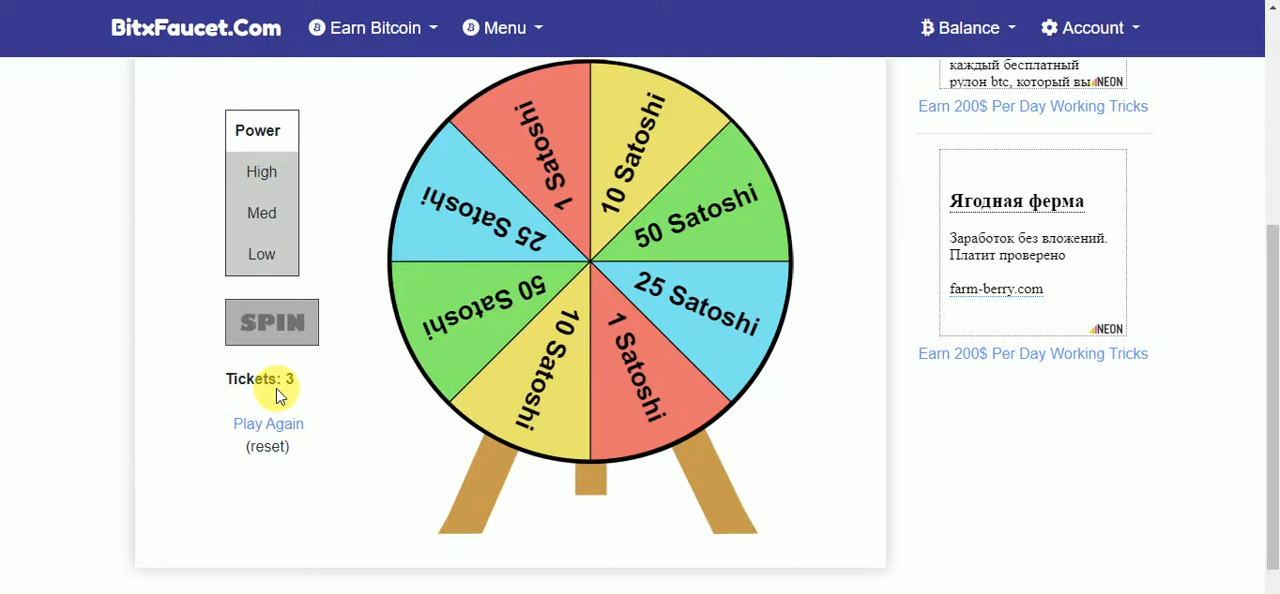 BitxFaucet.Com
Earn Bitcoin
Menu
Balance
Account
Power
High
Med
Low
SPIN
Tickets: 3
Play Again
(reset)
1 Satoshi
10 Satoshi
50 Satoshi
25 Satoshi
1 Satoshi
10 Satoshi
50 Satoshi
25 Satoshi
каждый бесплатный
рулон btc, который вы
NEON
Earn 200$ Per Day Working Tricks
Ягодная ферма
Заработок без вложений.
Платит проверено
farm-berry.com
NEON
Earn 200$ Per Day Working Tricks